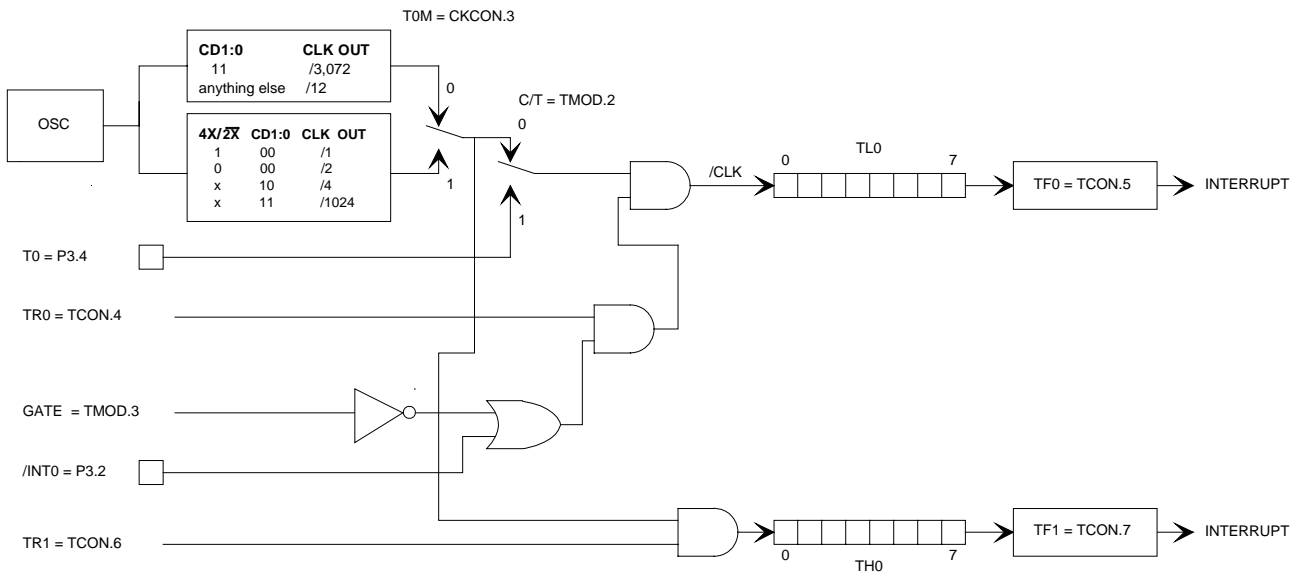 T0M = CKCON.3
CD1:0 CLK OUT
11 /3,072
anything else /12
0
C/T = TMOD.2
OSC
4X/2X CD1:0 CLK OUT
1 00 /1
0 00 /2
x 10 /4
x 11 /1024
1
0
1
/CLK
0 TL0 7
TF0 = TCON.5
INTERRUPT
T0 = P3.4
TR0 = TCON.4
GATE = TMOD.3
/INT0 = P3.2
TR1 = TCON.6
0 7
TH0
TF1 = TCON.7
INTERRUPT